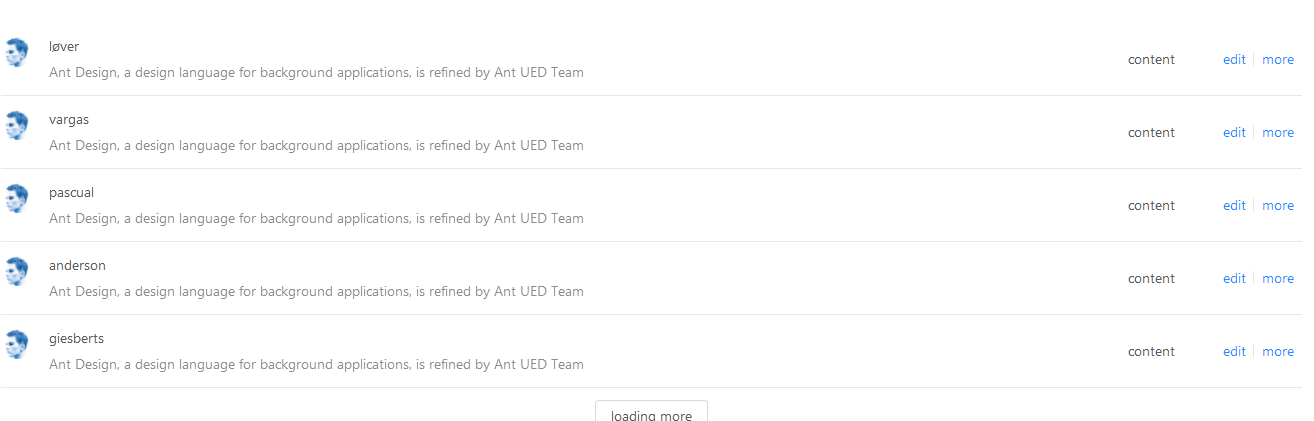 løver
Ant Design, a design language for background applications, is refined by Ant UED Team
content edit more
vargas
Ant Design, a design language for background applications, is refined by Ant UED Team
content edit more
pascual
Ant Design, a design language for background applications, is refined by Ant UED Team
content edit more
anderson
Ant Design, a design language for background applications, is refined by Ant UED Team
content edit more
giesberts
Ant Design, a design language for background applications, is refined by Ant UED Team
content edit more
loading more